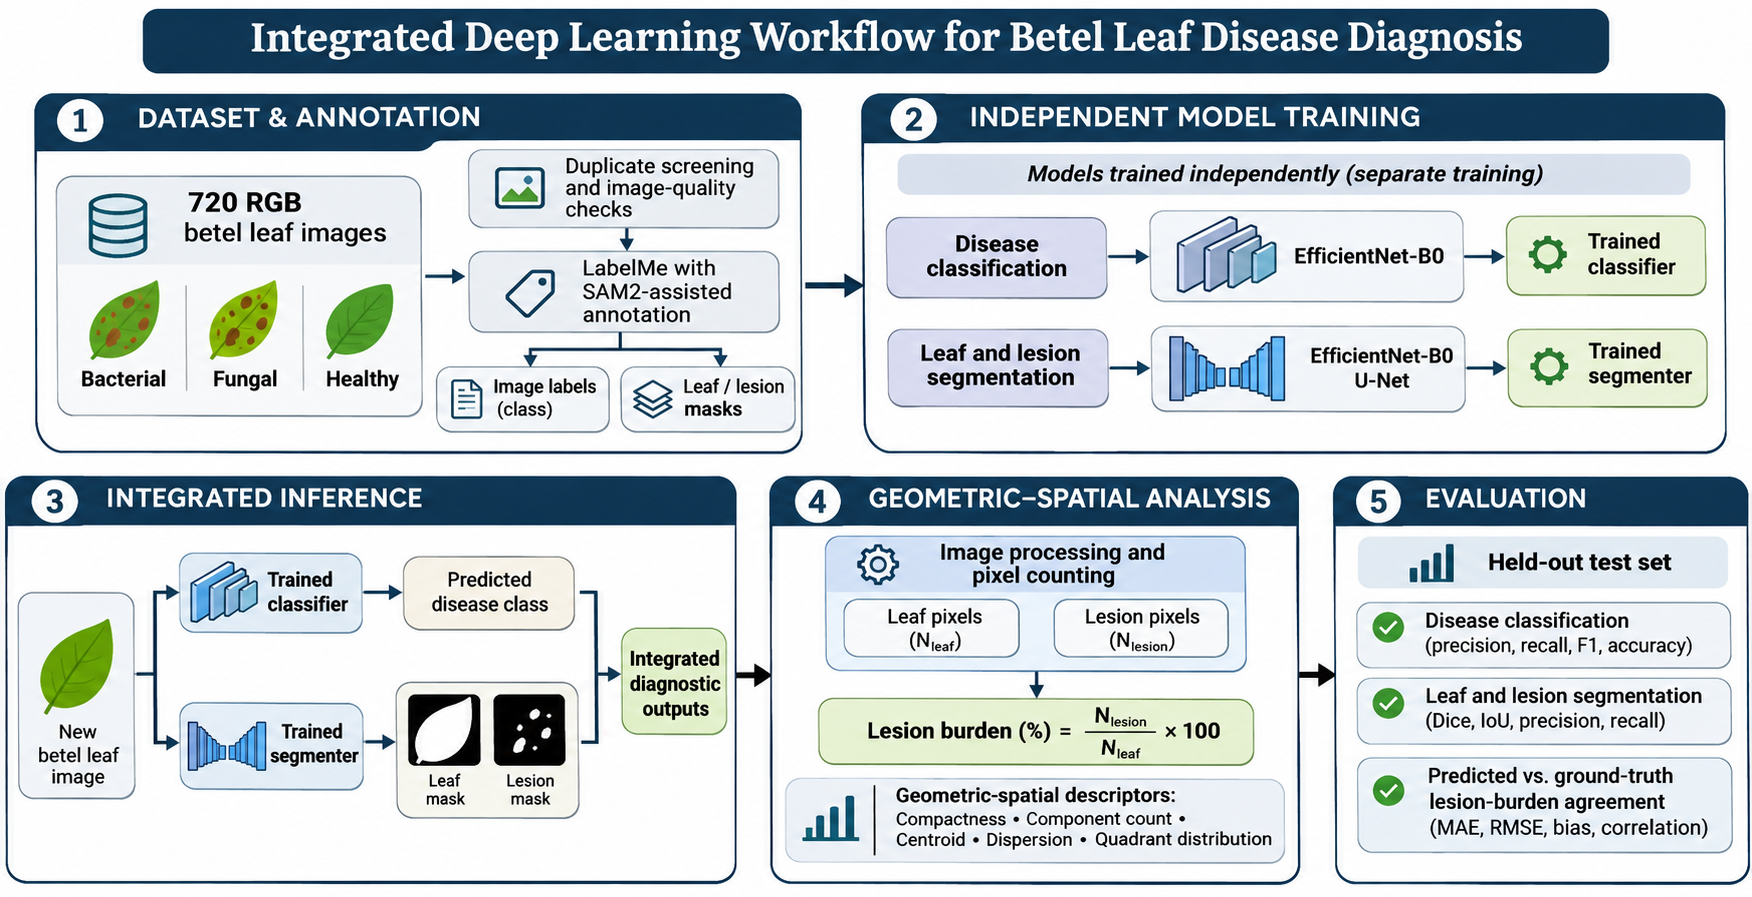 Integrated Deep Learning Workflow for Betel Leaf Disease Diagnosis
1 DATASET & ANNOTATION
720 RGB
betel leaf images
Bacterial
Fungal
Healthy
Duplicate screening
and image-quality
checks
LabelMe with
SAM2-assisted
annotation
Image labels
(class)
Leaf / lesion
masks
2 INDEPENDENT MODEL TRAINING
Models trained independently (separate training)
Disease
classification
EfficientNet-B0
Trained
classifier
Leaf and lesion
segmentation
EfficientNet-B0
U-Net
Trained
segmenter
3 INTEGRATED INFERENCE
New
betel leaf
image
Trained
classifier
Predicted
disease class
Trained
segmenter
Leaf
mask
Lesion
mask
Integrated
diagnostic
outputs
4 GEOMETRIC–SPATIAL ANALYSIS
Image processing and
pixel counting
Leaf pixels
(Nleaf)
Lesion pixels
(Nlesion)
Lesion burden (%) = Nlesion / Nleaf × 100
Geometric-spatial descriptors:
Compactness • Component count •
Centroid • Dispersion • Quadrant distribution
5 EVALUATION
Held-out test set
Disease classification
(precision, recall, F1, accuracy)
Leaf and lesion segmentation
(Dice, IoU, precision, recall)
Predicted vs. ground-truth
lesion-burden agreement
(MAE, RMSE, bias, correlation)